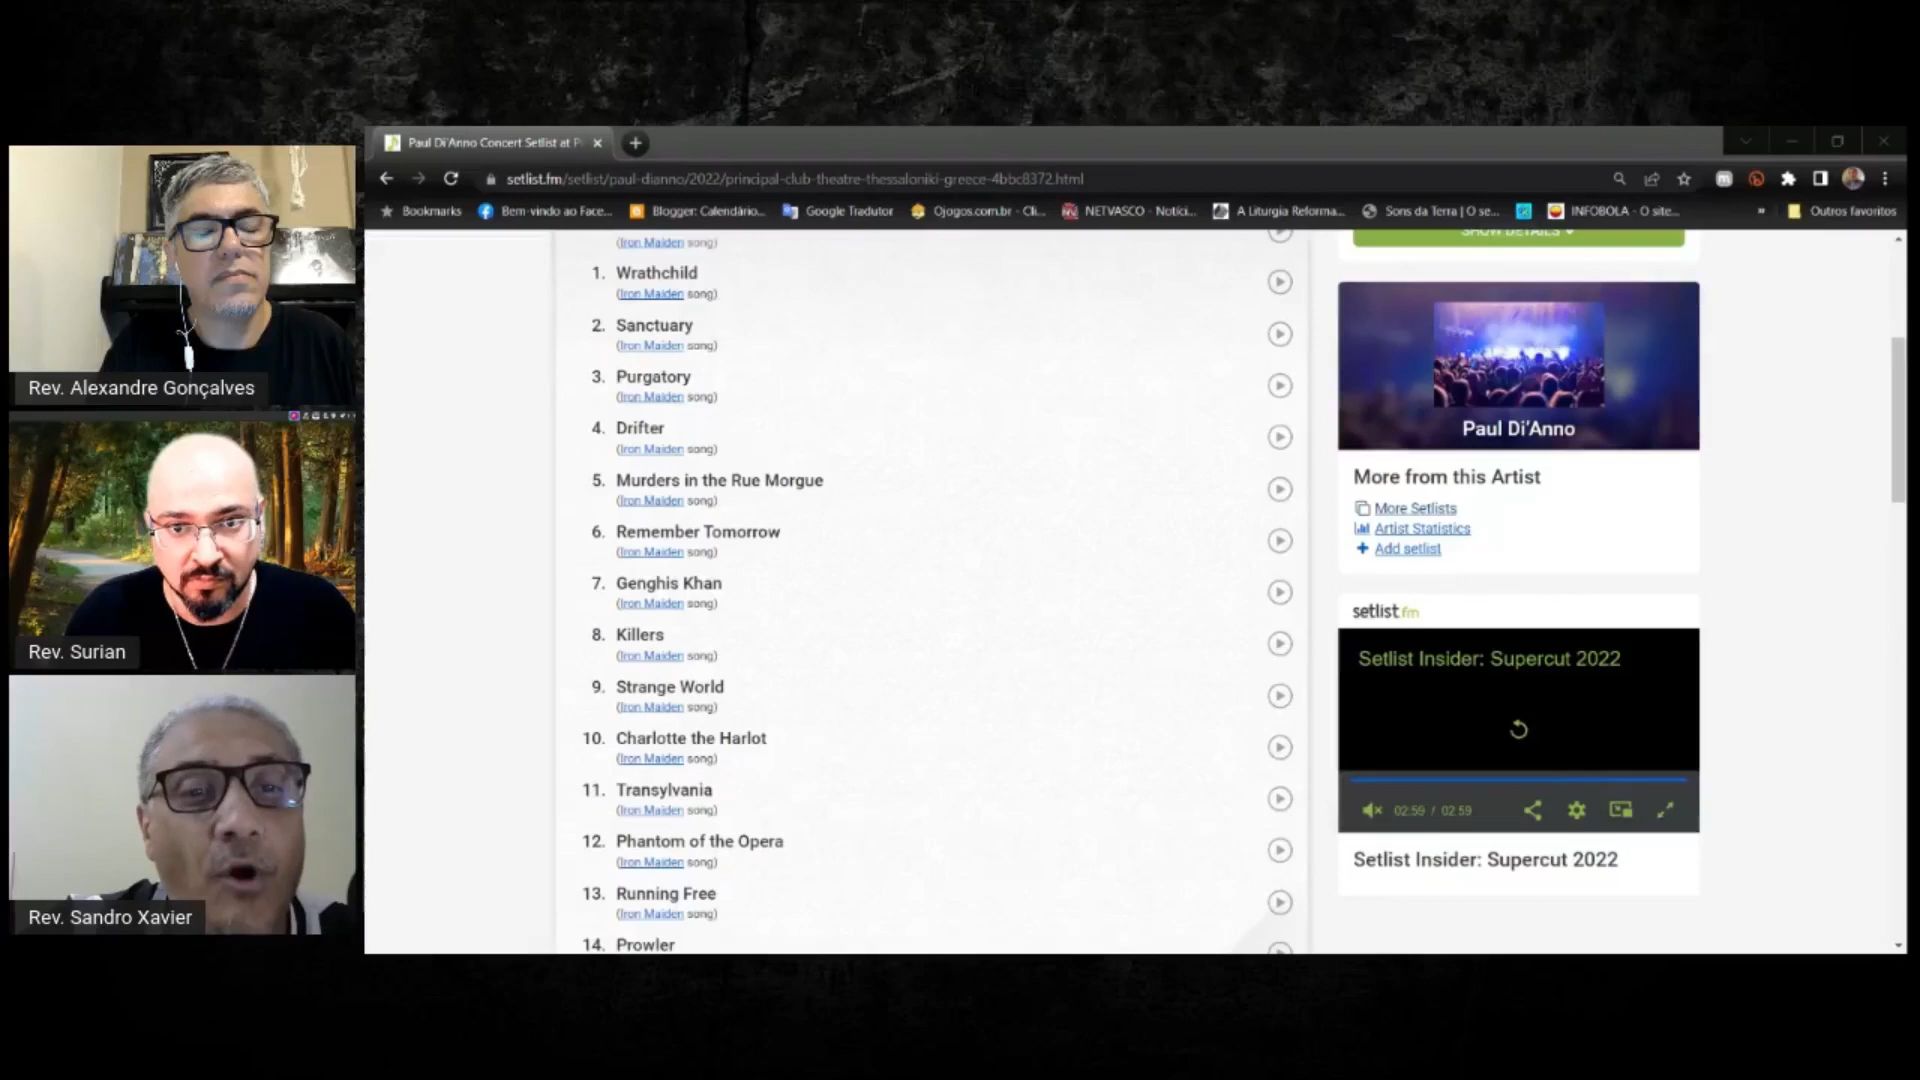 Rev. Alexandre Gonçalves
Rev. Surian
Rev. Sandro Xavier
Paul Di'Anno Concert Setlist at P
setlist.fm/setlist/paul-dianno/2022/principal-club-theatre-thessaloniki-greece-4bbc8372.html
Bookmarks
Bem-vindo ao Face...
Blogger: Calendário...
Google Tradutor
Ojogos.com.br - Cli...
NETVASCO - Notíci...
A Liturgia Reforma...
Sons da Terra | O se...
INFOBOLA - O site...
»
Outros favoritos
(Iron Maiden song)
1. Wrathchild
(Iron Maiden song)
2. Sanctuary
(Iron Maiden song)
3. Purgatory
(Iron Maiden song)
4. Drifter
(Iron Maiden song)
5. Murders in the Rue Morgue
(Iron Maiden song)
6. Remember Tomorrow
(Iron Maiden song)
7. Genghis Khan
(Iron Maiden song)
8. Killers
(Iron Maiden song)
9. Strange World
(Iron Maiden song)
10. Charlotte the Harlot
(Iron Maiden song)
11. Transylvania
(Iron Maiden song)
12. Phantom of the Opera
(Iron Maiden song)
13. Running Free
(Iron Maiden song)
14. Prowler
SHOW DETAILS
Paul Di'Anno
More from this Artist
More Setlists
Artist Statistics
Add setlist
setlist.fm
Setlist Insider: Supercut 2022
02:59 / 02:59
Setlist Insider: Supercut 2022